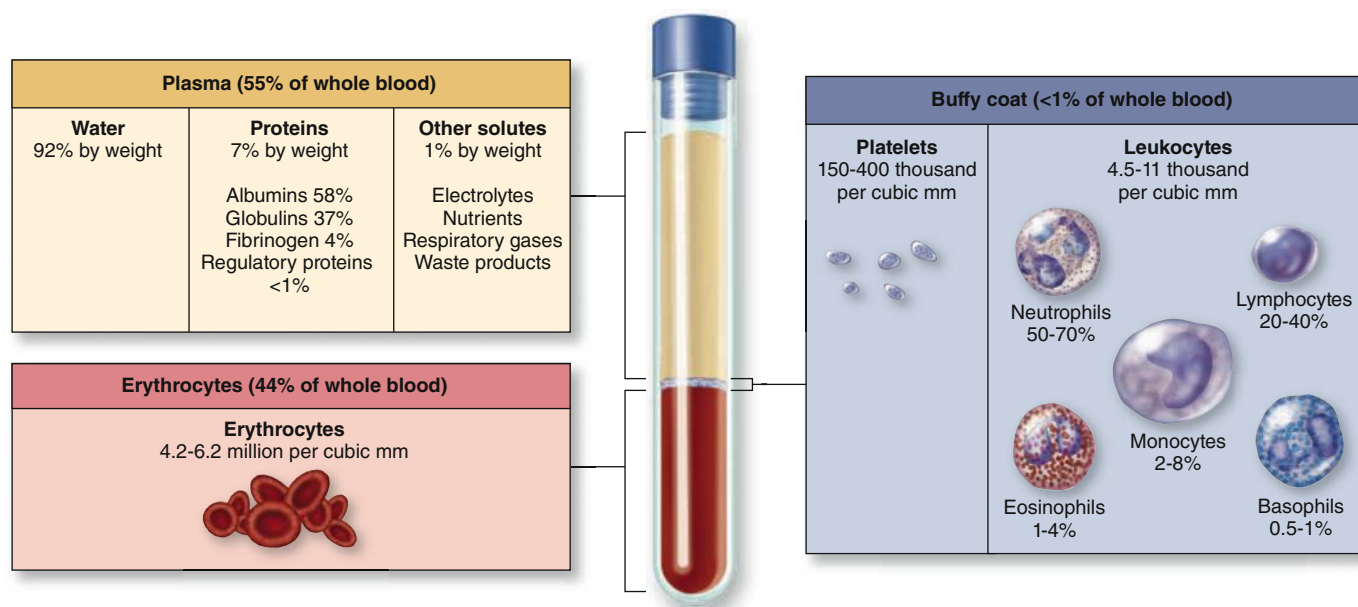 Plasma (55% of whole blood)
Water
92% by weight
Proteins
7% by weight
Albumins 58%
Globulins 37%
Fibrinogen 4%
Regulatory proteins
<1%
Other solutes
1% by weight
Electrolytes
Nutrients
Respiratory gases
Waste products
Erythrocytes (44% of whole blood)
Erythrocytes
4.2-6.2 million per cubic mm
Buffy coat (<1% of whole blood)
Platelets
150-400 thousand
per cubic mm
Leukocytes
4.5-11 thousand
per cubic mm
Neutrophils
50-70%
Lymphocytes
20-40%
Monocytes
2-8%
Eosinophils
1-4%
Basophils
0.5-1%